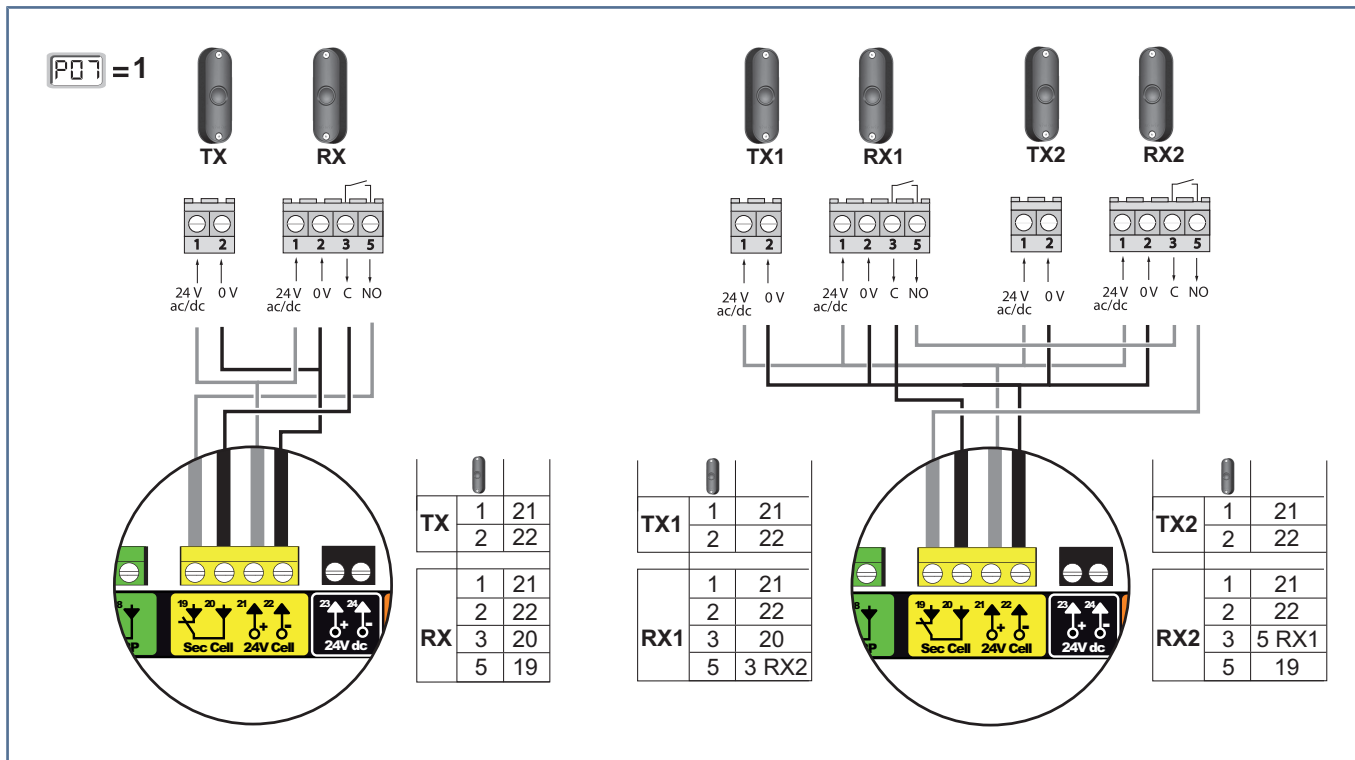 P07 =1
TX RX
1 2 1 2 3 5
24 V ac/dc 0 V 24 V ac/dc 0 V C NO
8 19 20 21 22 23 24
+ - + -
Sec Cell 24V Cell 24V dc
TX 1 21
2 22
RX 1 21
2 22
3 20
5 19
TX1 RX1 TX2 RX2
1 2 1 2 3 5 1 2 1 2 3 5
24 V ac/dc 0 V 24 V ac/dc 0 V C NO 24 V ac/dc 0 V 24 V ac/dc 0 V C NO
TX1 1 21
2 22
RX1 1 21
2 22
3 20
5 3 RX2
8 19 20 21 22 23 24
+ - + -
P Sec Cell 24V Cell 24V dc
TX2 1 21
2 22
RX2 1 21
2 22
3 5 RX1
5 19